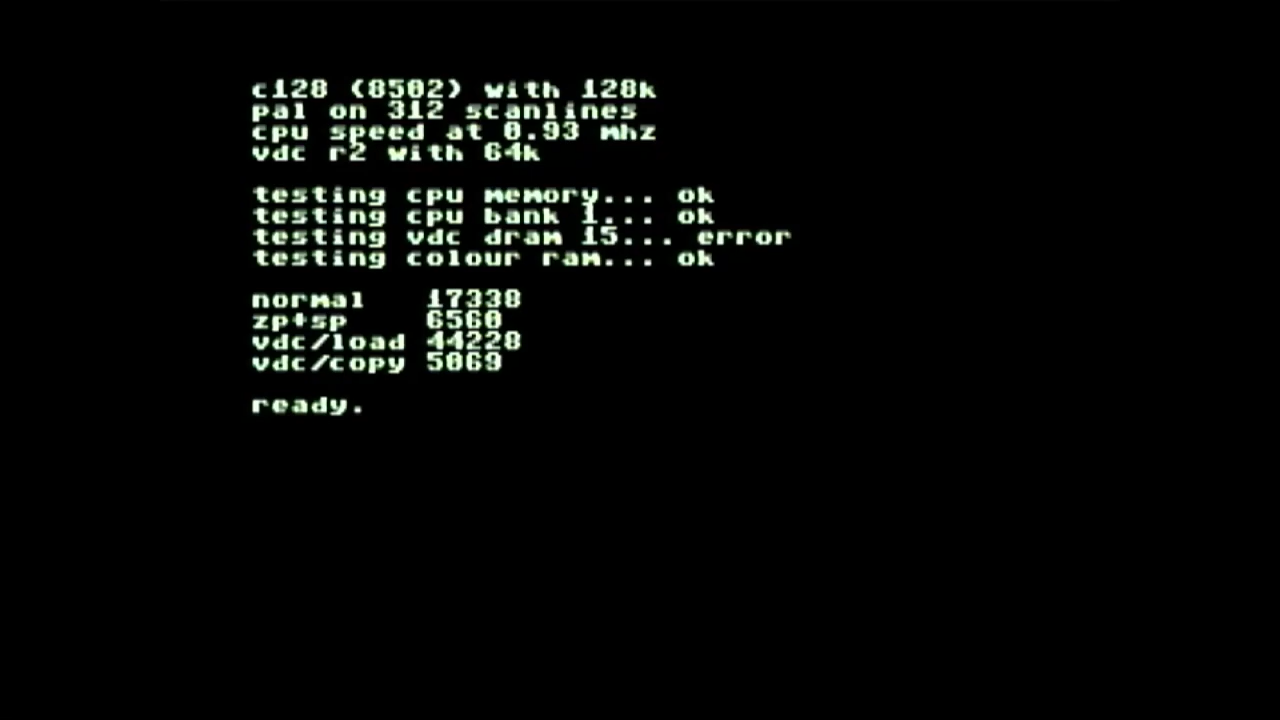 c128 (8502) with 128k
pal on 312 scanlines
cpu speed at 0.93 mhz
vdc r2 with 64k
testing cpu memory... ok
testing cpu bank 1... ok
testing vdc dram 15... error
testing colour ram... ok
normal 17338
zp+sp 6560
vdc/load 44228
vdc/copy 5069
ready.